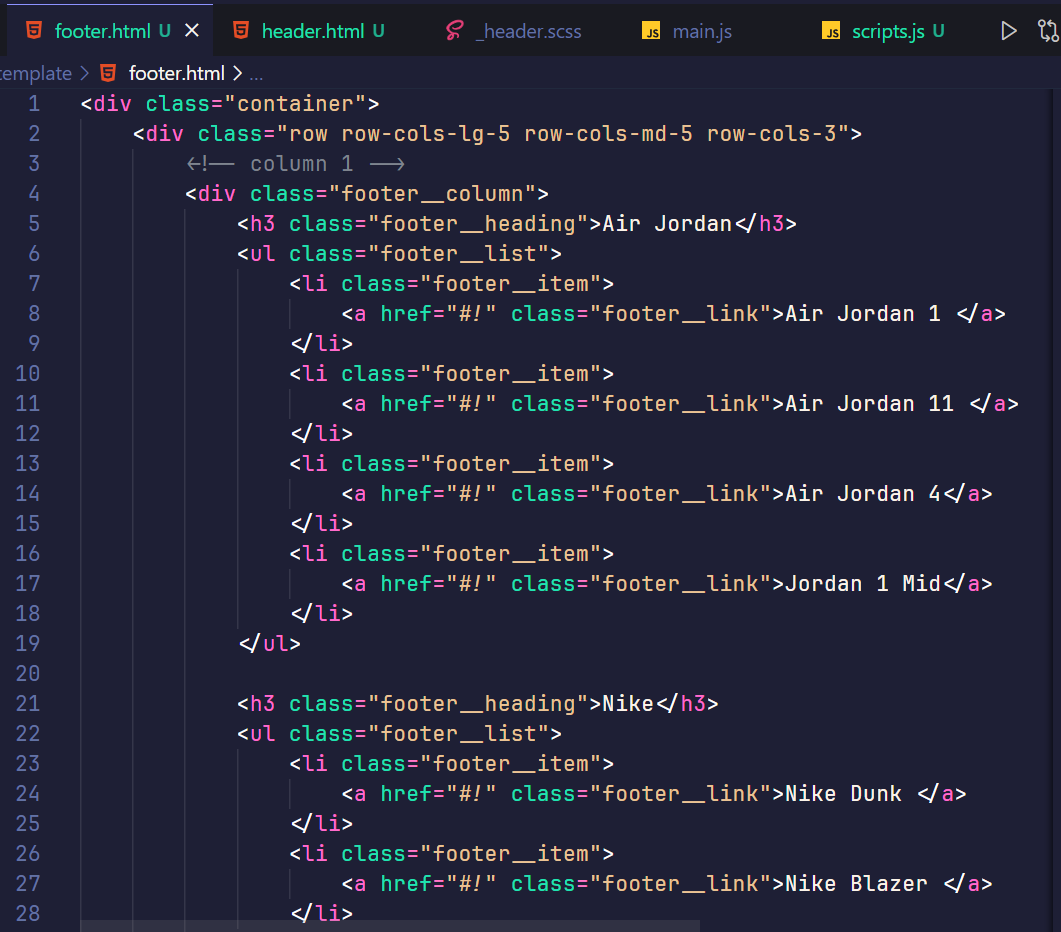 footer.html U
header.html U
_header.scss
main.js
scripts.js U
template > footer.html > ...
1 <div class="container">
2 <div class="row row-cols-lg-5 row-cols-md-5 row-cols-3">
3 <!-- column 1 -->
4 <div class="footer__column">
5 <h3 class="footer__heading">Air Jordan</h3>
6 <ul class="footer__list">
7 <li class="footer__item">
8 <a href="#!" class="footer__link">Air Jordan 1 </a>
9 </li>
10 <li class="footer__item">
11 <a href="#!" class="footer__link">Air Jordan 11 </a>
12 </li>
13 <li class="footer__item">
14 <a href="#!" class="footer__link">Air Jordan 4</a>
15 </li>
16 <li class="footer__item">
17 <a href="#!" class="footer__link">Jordan 1 Mid</a>
18 </li>
19 </ul>
20
21 <h3 class="footer__heading">Nike</h3>
22 <ul class="footer__list">
23 <li class="footer__item">
24 <a href="#!" class="footer__link">Nike Dunk </a>
25 </li>
26 <li class="footer__item">
27 <a href="#!" class="footer__link">Nike Blazer </a>
28 </li>